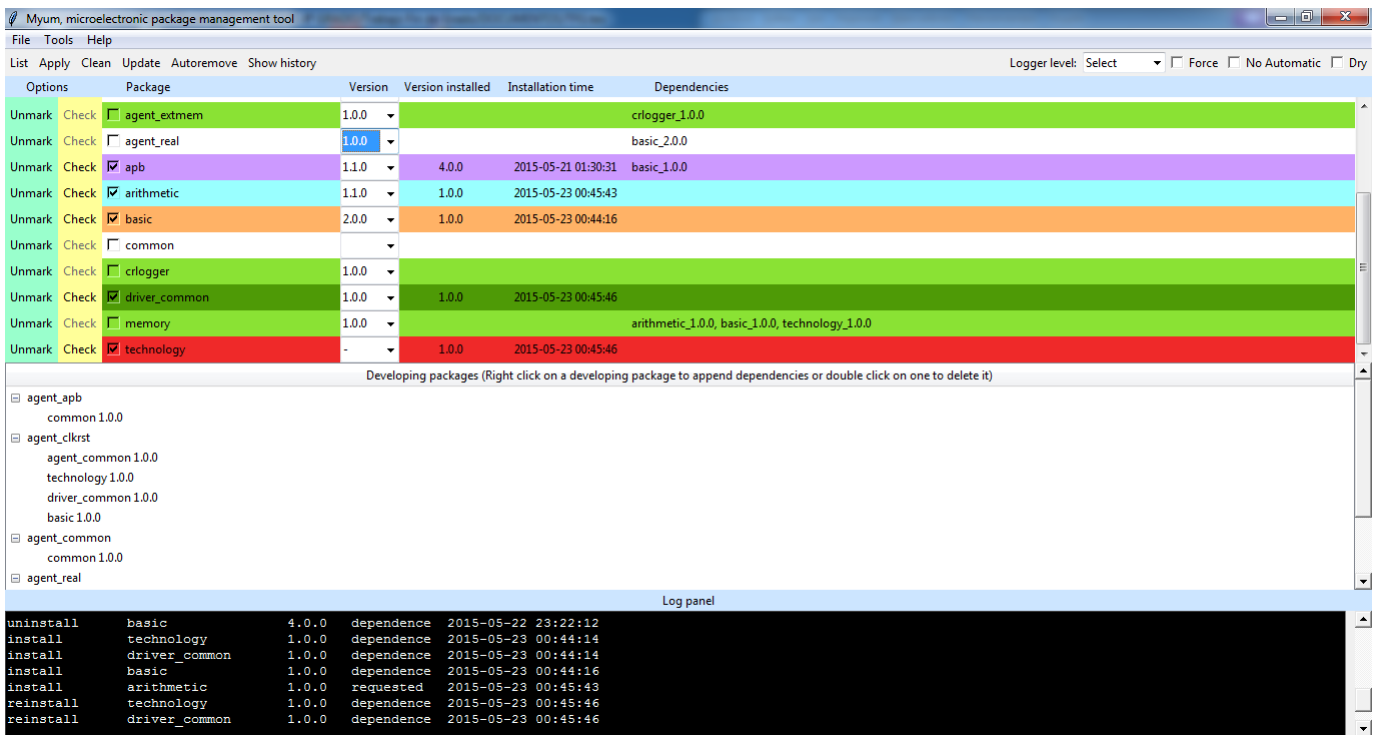 Myum, microelectronic package management tool
File Tools Help
List Apply Clean Update Autoremove Show history Logger level: Select Force No Automatic Dry
Options Package Version Version installed Installation time Dependencies
Unmark Check agent_extmem 1.0.0 crlogger_1.0.0
Unmark Check agent_real 1.0.0 basic_2.0.0
Unmark Check apb 1.1.0 4.0.0 2015-05-21 01:30:31 basic_1.0.0
Unmark Check arithmetic 1.1.0 1.0.0 2015-05-23 00:45:43
Unmark Check basic 2.0.0 1.0.0 2015-05-23 00:44:16
Unmark Check common
Unmark Check crlogger 1.0.0
Unmark Check driver_common 1.0.0 1.0.0 2015-05-23 00:45:46
Unmark Check memory 1.0.0 arithmetic_1.0.0, basic_1.0.0, technology_1.0.0
Unmark Check technology - 1.0.0 2015-05-23 00:45:46
Developing packages (Right click on a developing package to append dependencies or double click on one to delete it)
agent_apb
common 1.0.0
agent_clkrst
agent_common 1.0.0
technology 1.0.0
driver_common 1.0.0
basic 1.0.0
agent_common
common 1.0.0
agent_real
Log panel
uninstall basic 4.0.0 dependence 2015-05-22 23:22:12
install technology 1.0.0 dependence 2015-05-23 00:44:14
install driver_common 1.0.0 dependence 2015-05-23 00:44:14
install basic 1.0.0 dependence 2015-05-23 00:44:16
install arithmetic 1.0.0 requested 2015-05-23 00:45:43
reinstall technology 1.0.0 dependence 2015-05-23 00:45:46
reinstall driver_common 1.0.0 dependence 2015-05-23 00:45:46